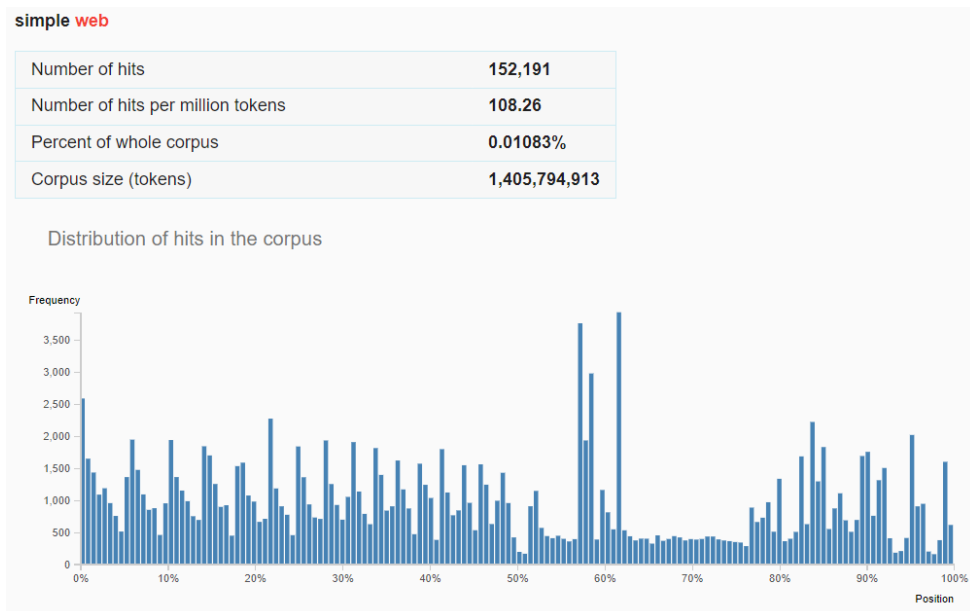 simple web
Number of hits 152,191
Number of hits per million tokens 108.26
Percent of whole corpus 0.01083%
Corpus size (tokens) 1,405,794,913
Distribution of hits in the corpus
Frequency
3,500
3,000
2,500
2,000
1,500
1,000
500
0
0% 10% 20% 30% 40% 50% 60% 70% 80% 90% 100%
Position